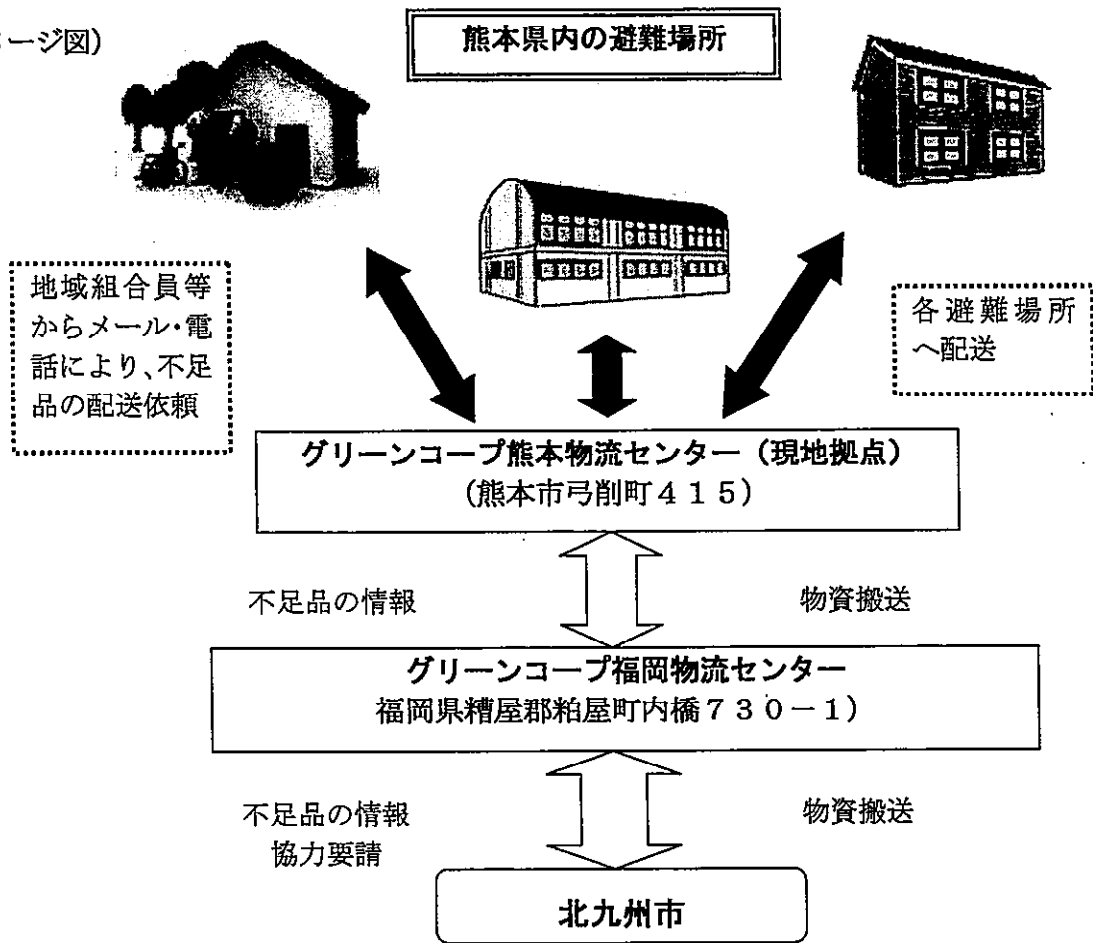 ージ図)
熊本県内の避難場所
地域組合員等
からメール・電
話により、不足
品の配送依頼
各避難場所
へ配送
グリーンコープ熊本物流センター（現地拠点）
(熊本市弓削町４１５)
不足品の情報
物資搬送
グリーンコープ福岡物流センター
福岡県糟屋郡粕屋町内橋７３０－１)
不足品の情報
協力要請
物資搬送
北九州市